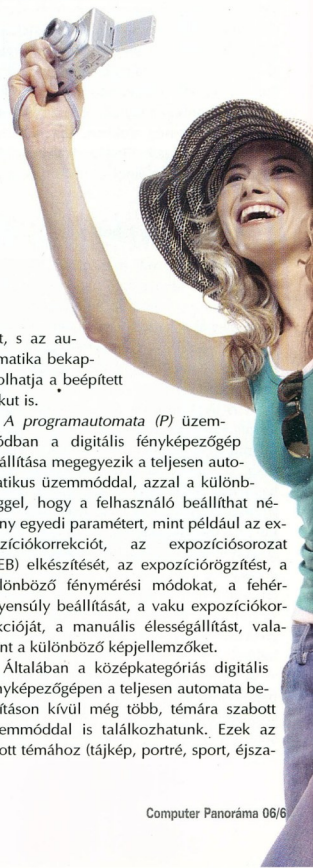 t, s az au-
matika bekap-
olhatja a beépített
kut is.
A programautomata (P) üzem-
ódban a digitális fényképezőgép
állítása megegyezik a teljesen auto-
atikus üzemmóddal, azzal a különb-
ggel, hogy a felhasználó beállíthat né-
ny egyedi paramétert, mint például az ex-
zíciókorrekciót, az expozíciósorozat
EB) elkészítését, az expozíciórögzítést, a
lönböző fénymérési módokat, a fehér-
yensúly beállítását, a vaku expozíciókor-
kcióját, a manuális élességállítást, vala-
nt a különböző képjellemzőket.
Általában a középkategóriás digitális
nyképezőgépen a teljesen automata be-
ításon kívül még több, témára szabott
emmóddal is találkozhatunk. Ezek az
ott témához (tájkép, portré, sport, éjsza-
Computer Panoráma 06/6